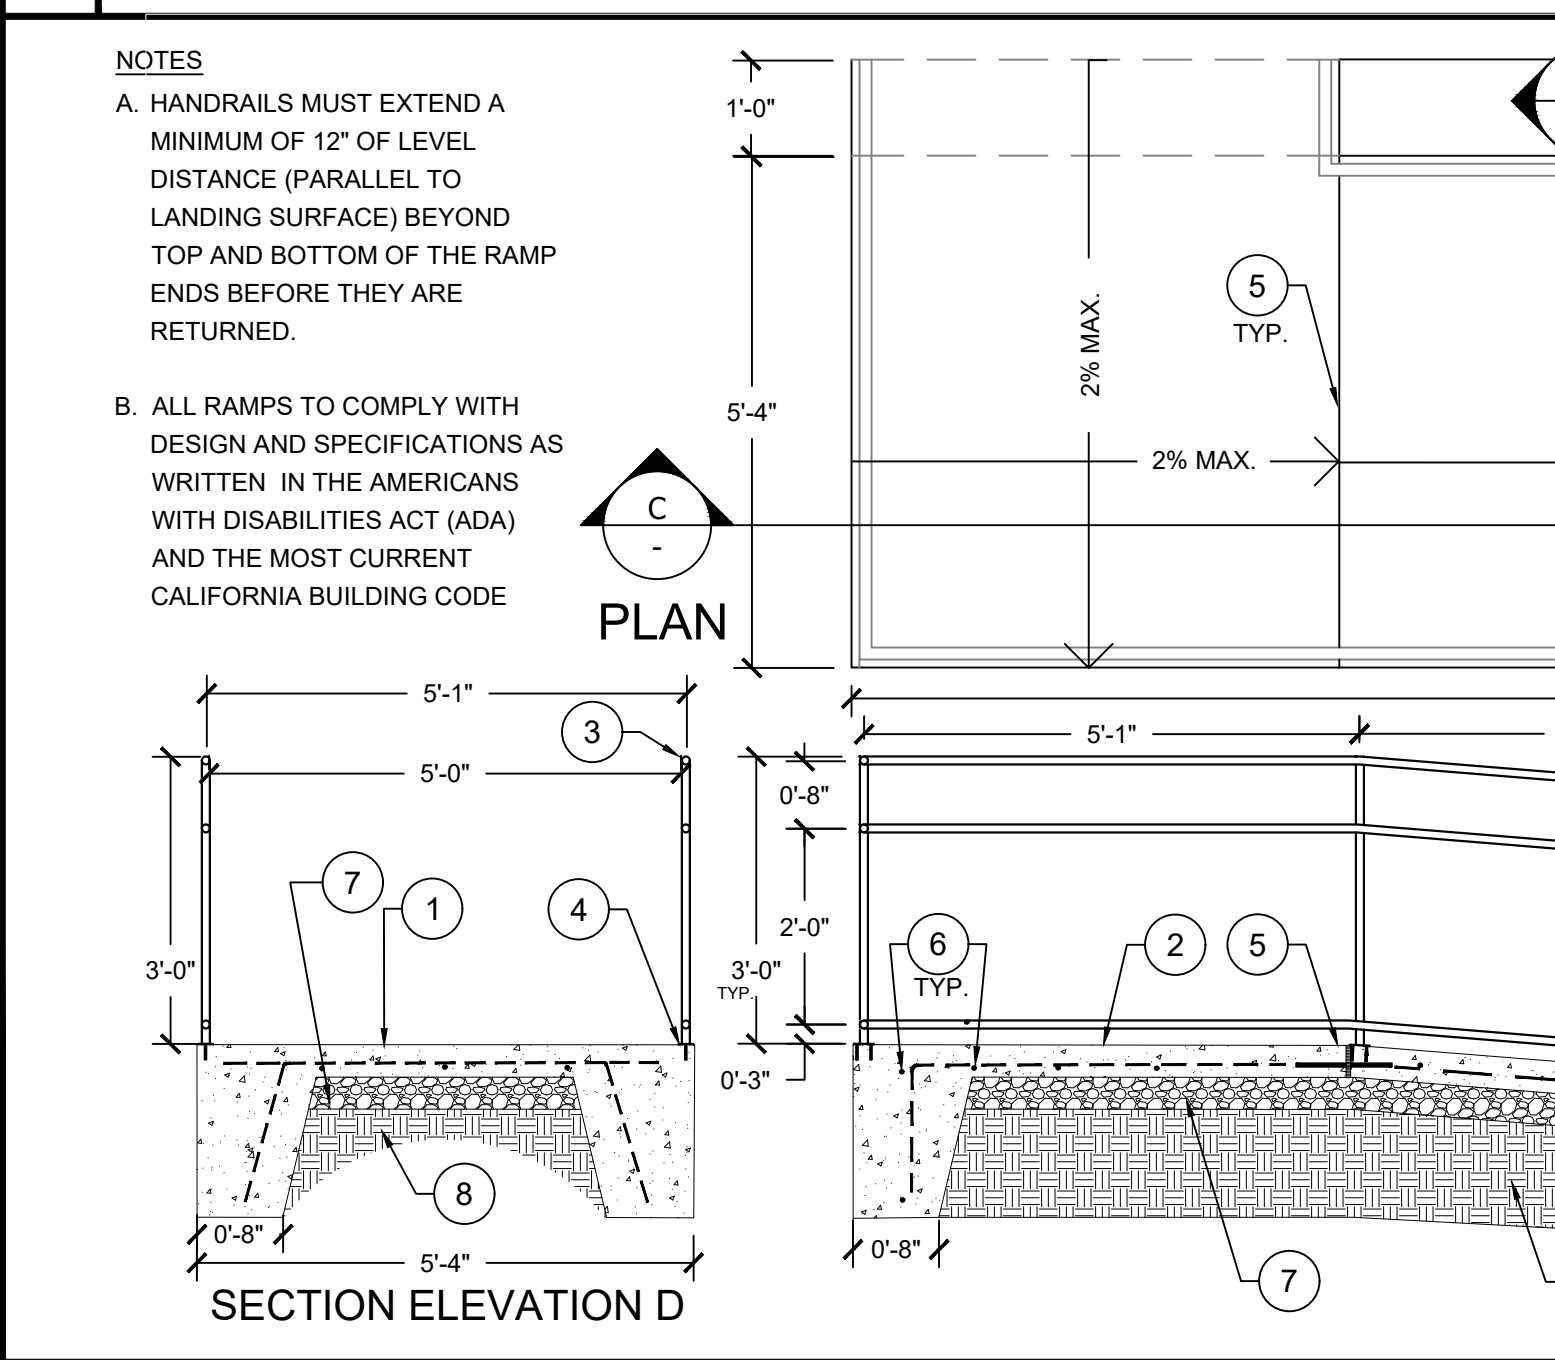 NOTES
A. HANDRAILS MUST EXTEND A
MINIMUM OF 12" OF LEVEL
DISTANCE (PARALLEL TO
LANDING SURFACE) BEYOND
TOP AND BOTTOM OF THE RAMP
ENDS BEFORE THEY ARE
RETURNED.
B. ALL RAMPS TO COMPLY WITH
DESIGN AND SPECIFICATIONS AS
WRITTEN IN THE AMERICANS
WITH DISABILITIES ACT (ADA)
AND THE MOST CURRENT
CALIFORNIA BUILDING CODE
C
-
PLAN
1'-0"
5'-4"
2% MAX.
5
TYP.
2% MAX.
5'-1"
3
5'-0"
7
1
4
3'-0"
8
0'-8"
5'-4"
SECTION ELEVATION D
5'-1"
0'-8"
2'-0"
3'-0"
TYP.
0'-3"
6
TYP.
2
5
0'-8"
7